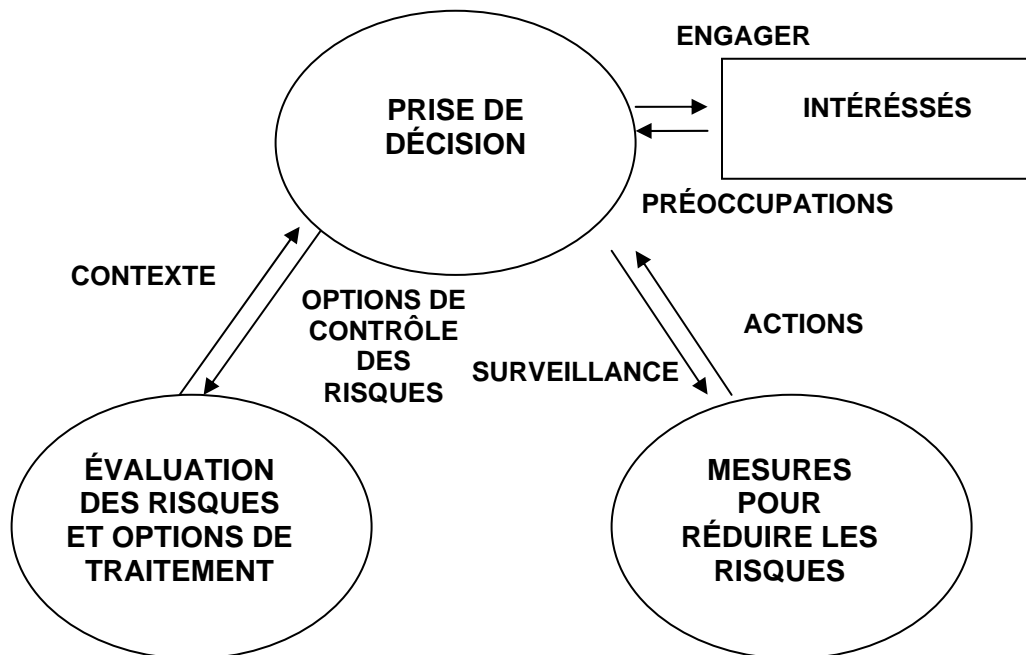 ENGAGER
PRISE DE
DÉCISION
INTÉRÉSSÉS
PRÉOCCUPATIONS
CONTEXTE
OPTIONS DE
CONTRÔLE
DES
RISQUES
SURVEILLANCE
ACTIONS
ÉVALUATION
DES RISQUES
ET OPTIONS DE
TRAITEMENT
MESURES
POUR
RÉDUIRE LES
RISQUES